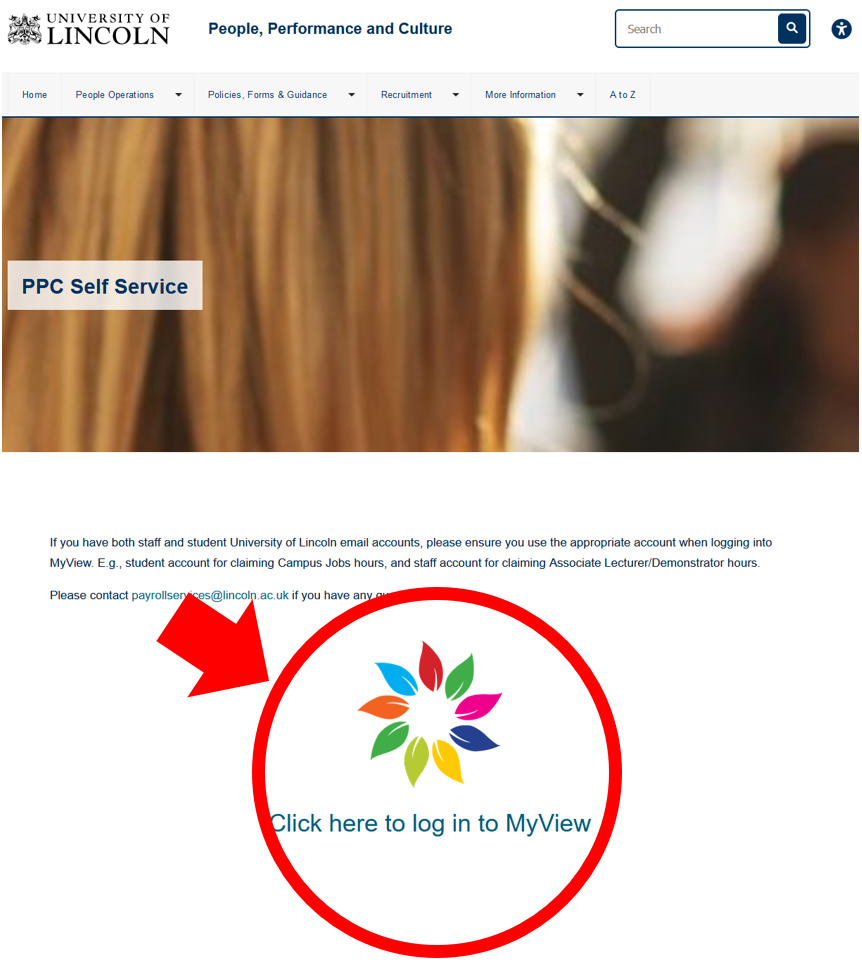 UNIVERSITY OF
LINCOLN
People, Performance and Culture
Search
Home
People Operations
Policies, Forms & Guidance
Recruitment
More Information
A to Z
PPC Self Service
If you have both staff and student University of Lincoln email accounts, please ensure you use the appropriate account when logging into
MyView. E.g., student account for claiming Campus Jobs hours, and staff account for claiming Associate Lecturer/Demonstrator hours.
Please contact payrollservices@lincoln.ac.uk if you have any
Click here to log in to MyView